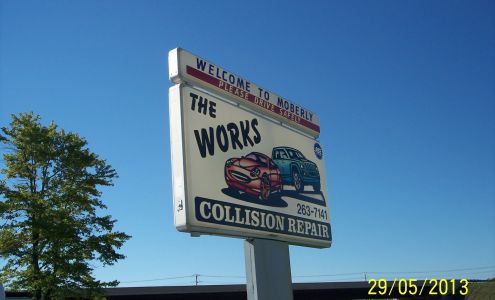 WELCOME TO MOBERLY
PLEASE DRIVE SAFELY
THE
WORKS
263-7141
COLLISION REPAIR
29/05/2013